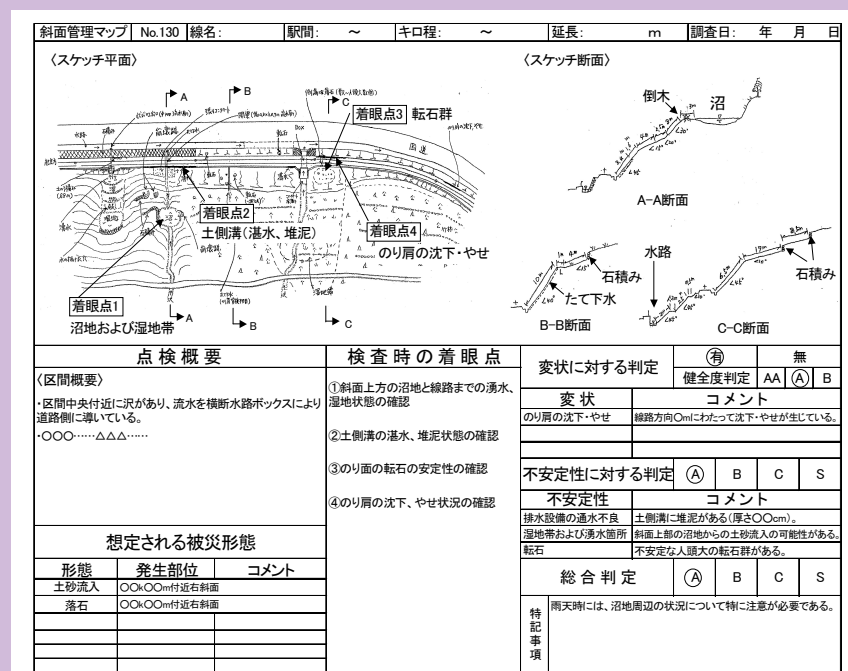 斜面管理マップ No.130 線名： 駅間： ～ キロ程： ～ 延長： m 調査日： 年 月 日
〈スケッチ平面〉
〈スケッチ断面〉
A
B
C
着眼点3 転石群
国道
水路
着眼点2
土側溝（湛水、堆泥）
着眼点4
のり肩の沈下・やせ
着眼点1
沼地および湿地帯
A
B
C
倒木
沼
A-A断面
石積み
たて下水
B-B断面
水路
石積み
C-C断面
点検概要
〈区間概要〉
・区間中央付近に沢があり、流水を横断水路ボックスにより
道路側に導いている。
・〇〇〇……△△△……
想定される被災形態
形態 発生部位 コメント
土砂流入 〇〇k〇〇m付近右斜面
落石 〇〇k〇〇m付近右斜面
検査時の着眼点
①斜面上方の沼地と線路までの湧水、
湿地状態の確認
②土側溝の湛水、堆泥状態の確認
③のり面の転石の安定性の確認
④のり肩の沈下、やせ状況の確認
変状に対する判定 有 無
健全度判定 AA A B
変状 コメント
のり肩の沈下・やせ 線路方向〇mにわたって沈下・やせが生じている。
不安定性に対する判定 A B C S
不安定性 コメント
排水設備の通水不良 土側溝に堆泥がある（厚さ〇〇cm）。
湿地帯および湧水箇所 斜面上部の沼地からの土砂流入の可能性がある。
転石 不安定な人頭大の転石群がある。
総合判定 A B C S
特記事項 雨天時には、沼地周辺の状況について特に注意が必要である。